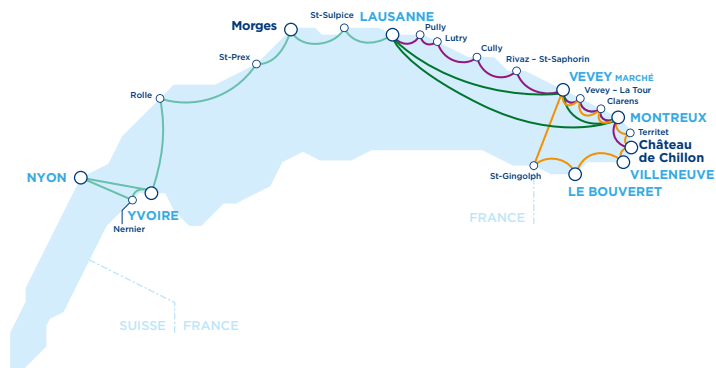 St-Sulpice
LAUSANNE
Morges
Pully
Lutry
Cully
St-Prex
Rivaz – St-Saphorin
VEVEY MARCHÉ
Vevey – La Tour
Rolle
Clarens
MONTREUX
Territet
Château
de Chillon
NYON
St-Gingolph
VILLENEUVE
LE BOUVERET
YVOIRE
Nernier
FRANCE
SUISSE
FRANCE